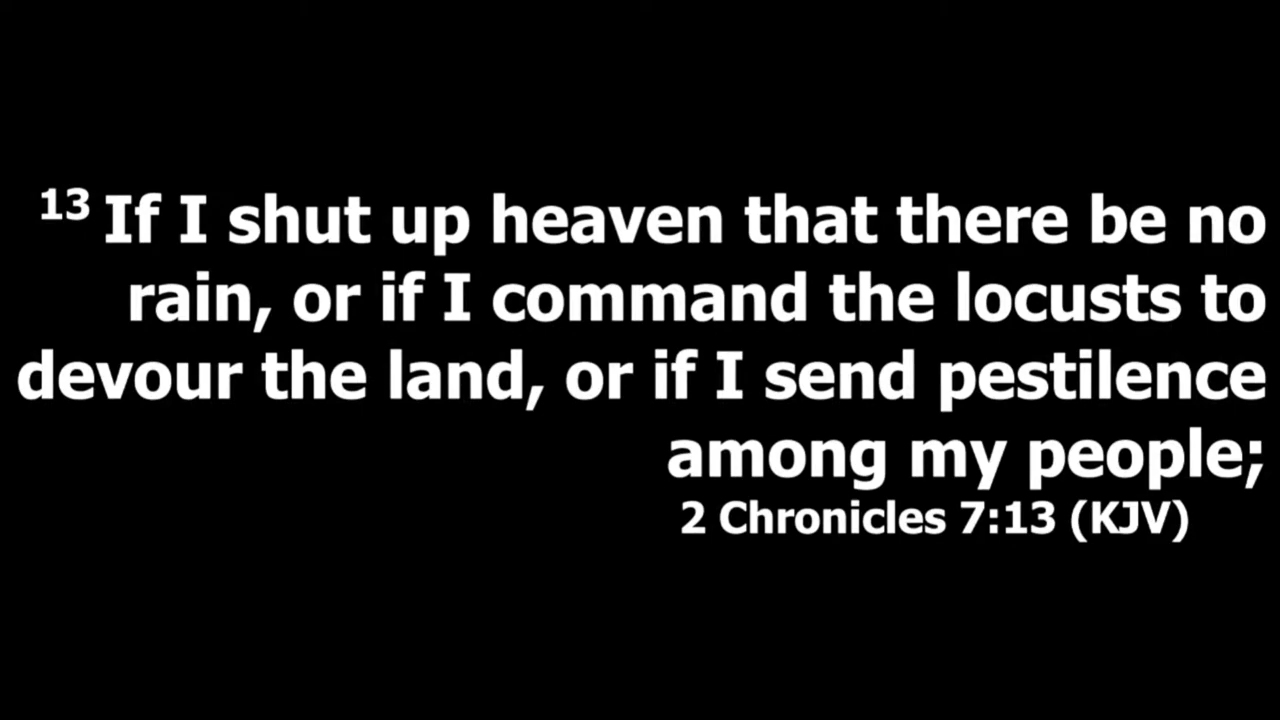 13 If I shut up heaven that there be no
rain, or if I command the locusts to
devour the land, or if I send pestilence
among my people;
2 Chronicles 7:13 (KJV)